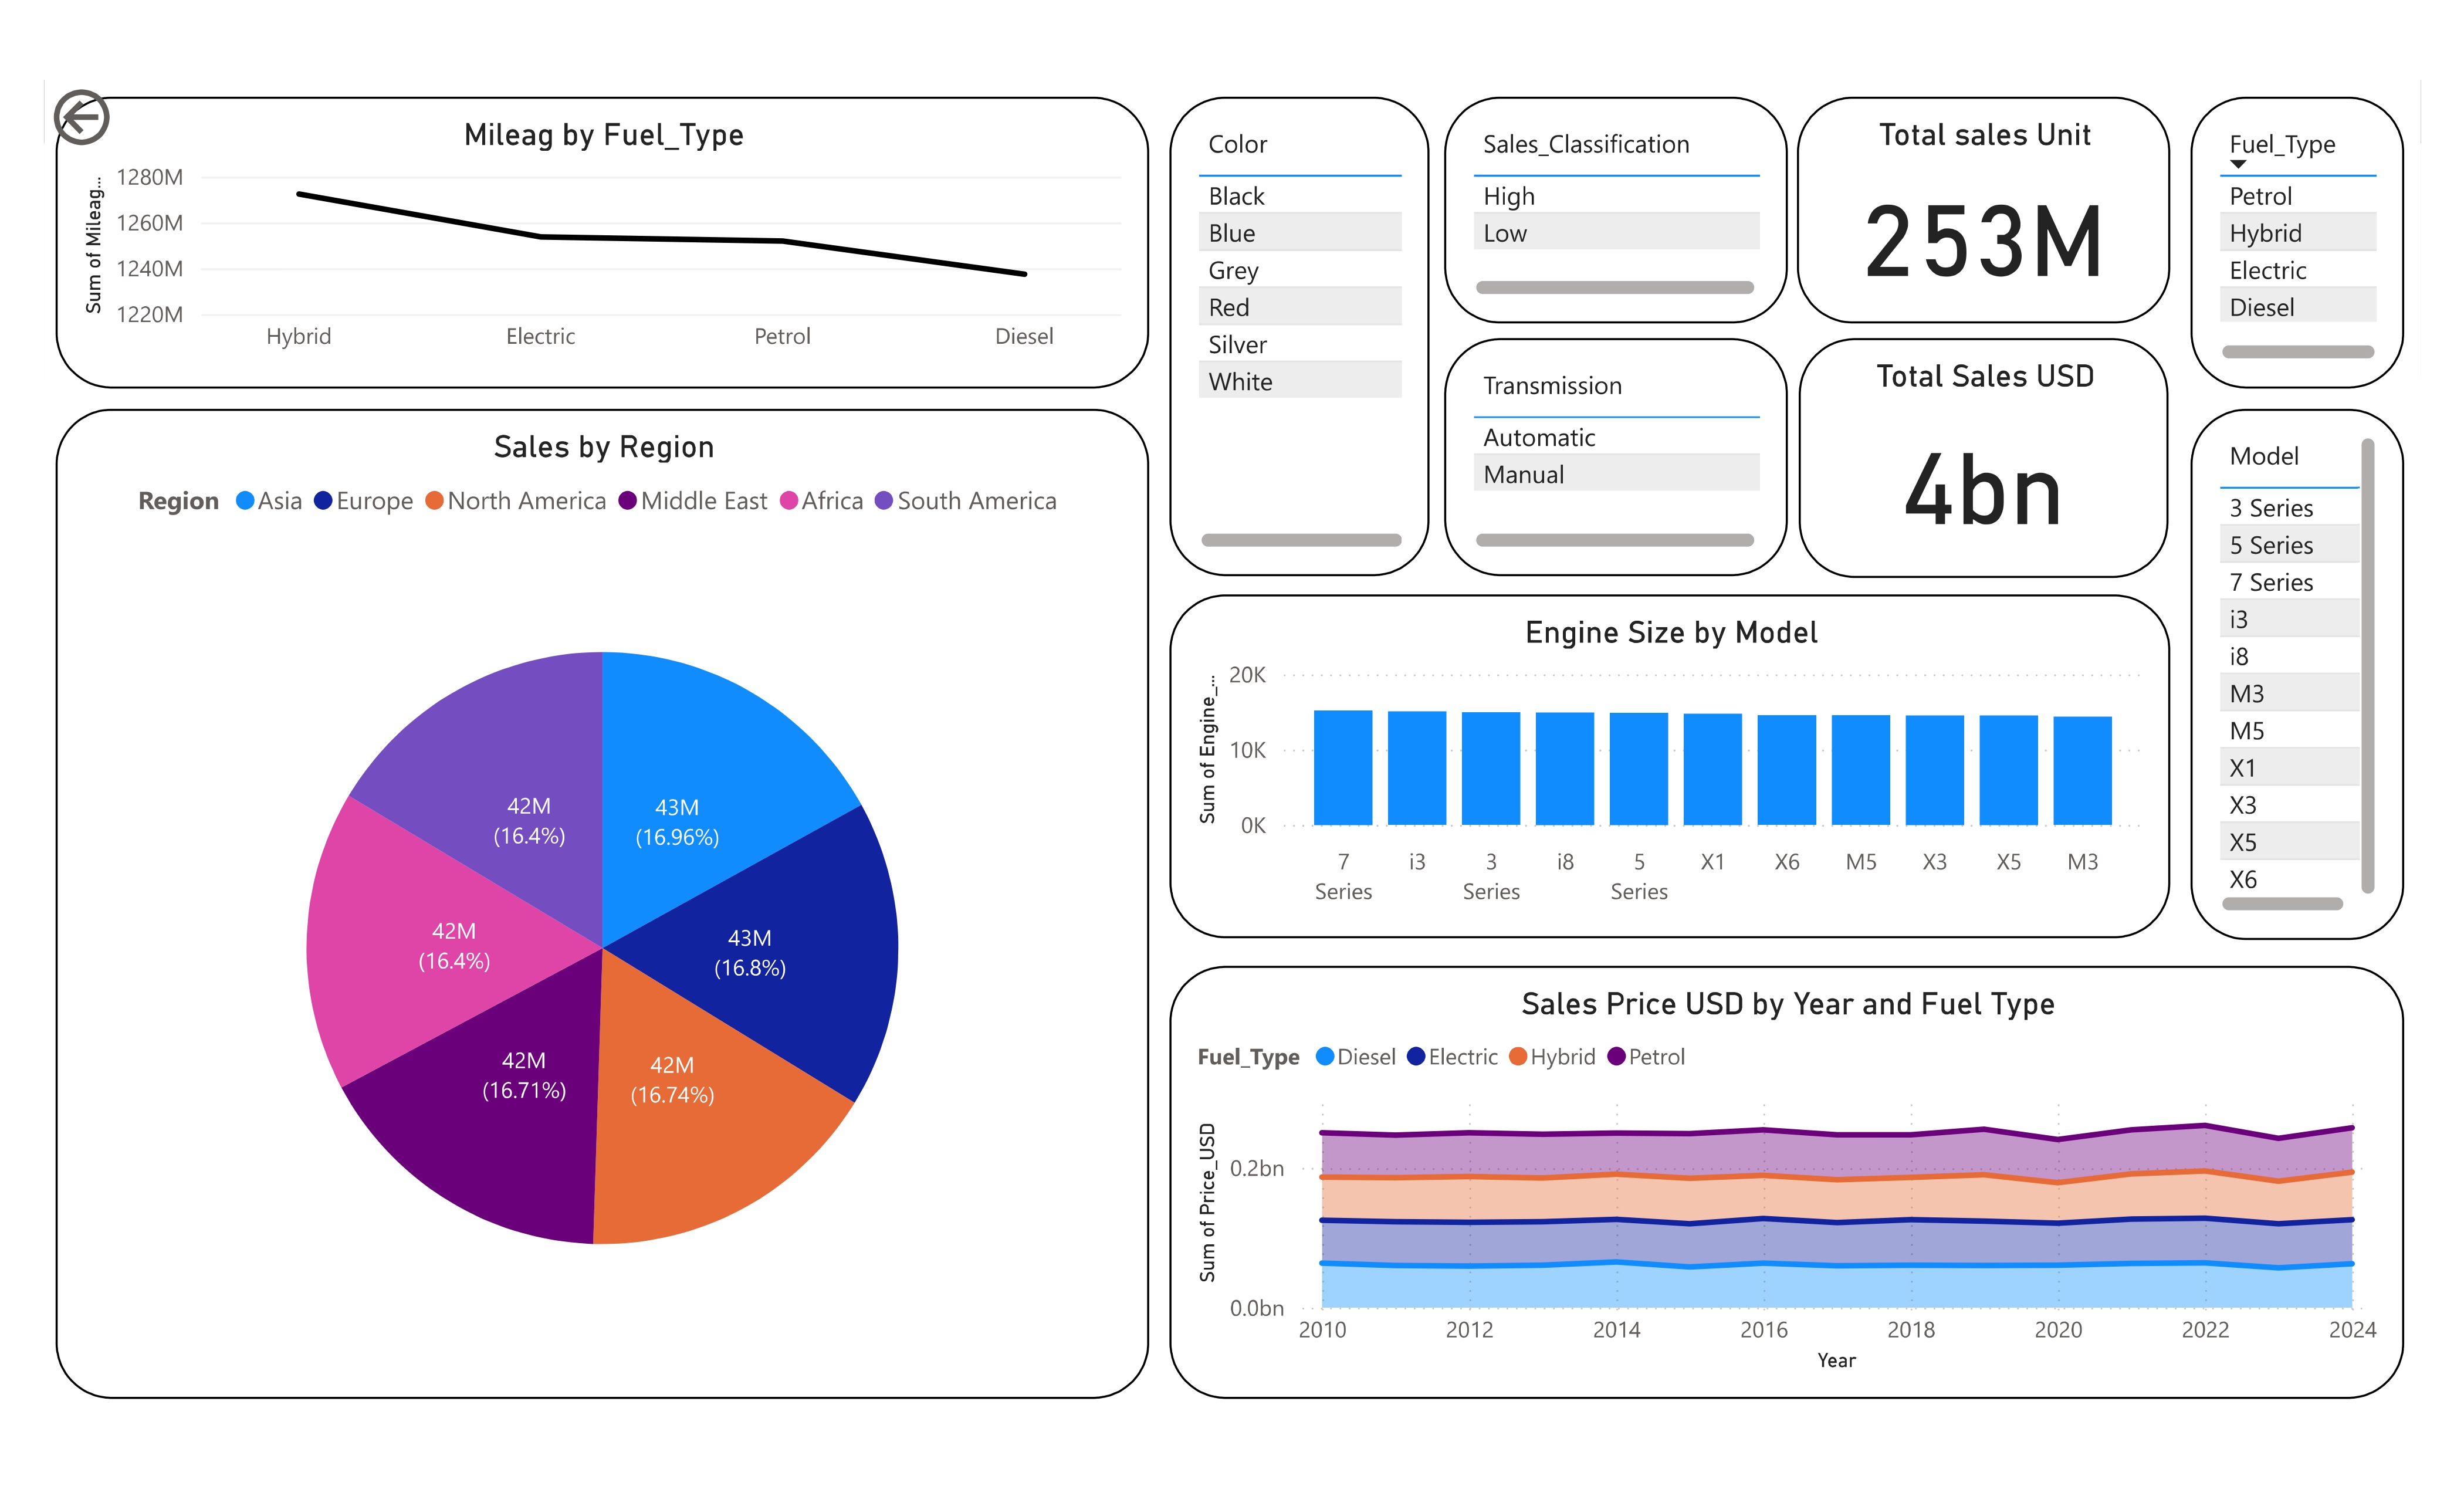 Mileag by Fuel_Type
Sum of Mileag...
1280M
1260M
1240M
1220M
Hybrid Electric Petrol Diesel
Color
Black
Blue
Grey
Red
Silver
White
Sales_Classification
High
Low
Total sales Unit
253M
Fuel_Type
Petrol
Hybrid
Electric
Diesel
Transmission
Automatic
Manual
Total Sales USD
4bn
Sales by Region
Region Asia Europe North America Middle East Africa South America
42M
(16.4%)
43M
(16.96%)
42M
(16.4%)
43M
(16.8%)
42M
(16.71%)
42M
(16.74%)
Model
3 Series
5 Series
7 Series
i3
i8
M3
M5
X1
X3
X5
X6
Engine Size by Model
Sum of Engine_...
20K
10K
0K
7 Series i3 3 Series i8 5 Series X1 X6 M5 X3 X5 M3
Sales Price USD by Year and Fuel Type
Fuel_Type Diesel Electric Hybrid Petrol
Sum of Price_USD
0.2bn
0.0bn
2010 2012 2014 2016 2018 2020 2022 2024
Year